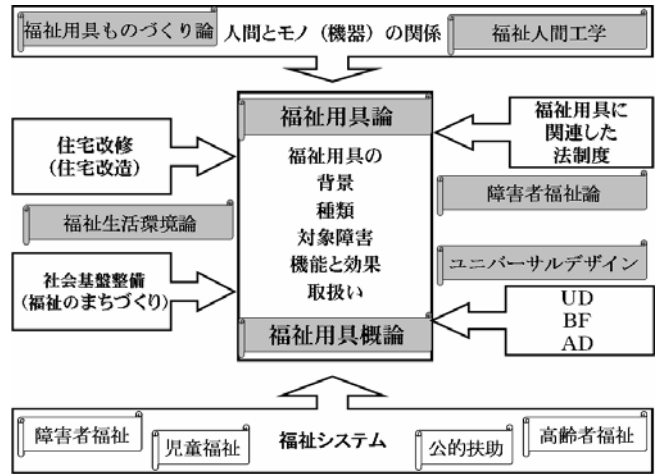 福祉用具ものづくり論
人間とモノ（機器）の関係
福祉人間工学
住宅改修
(住宅改造)
福祉生活環境論
社会基盤整備
(福祉のまちづくり)
福祉用具論
福祉用具の
背景
種類
対象障害
機能と効果
取扱い
福祉用具概論
福祉用具に
関連した
法制度
障害者福祉論
ユニバーサルデザイン
UD
BF
AD
障害者福祉
児童福祉
福祉システム
公的扶助
高齢者福祉